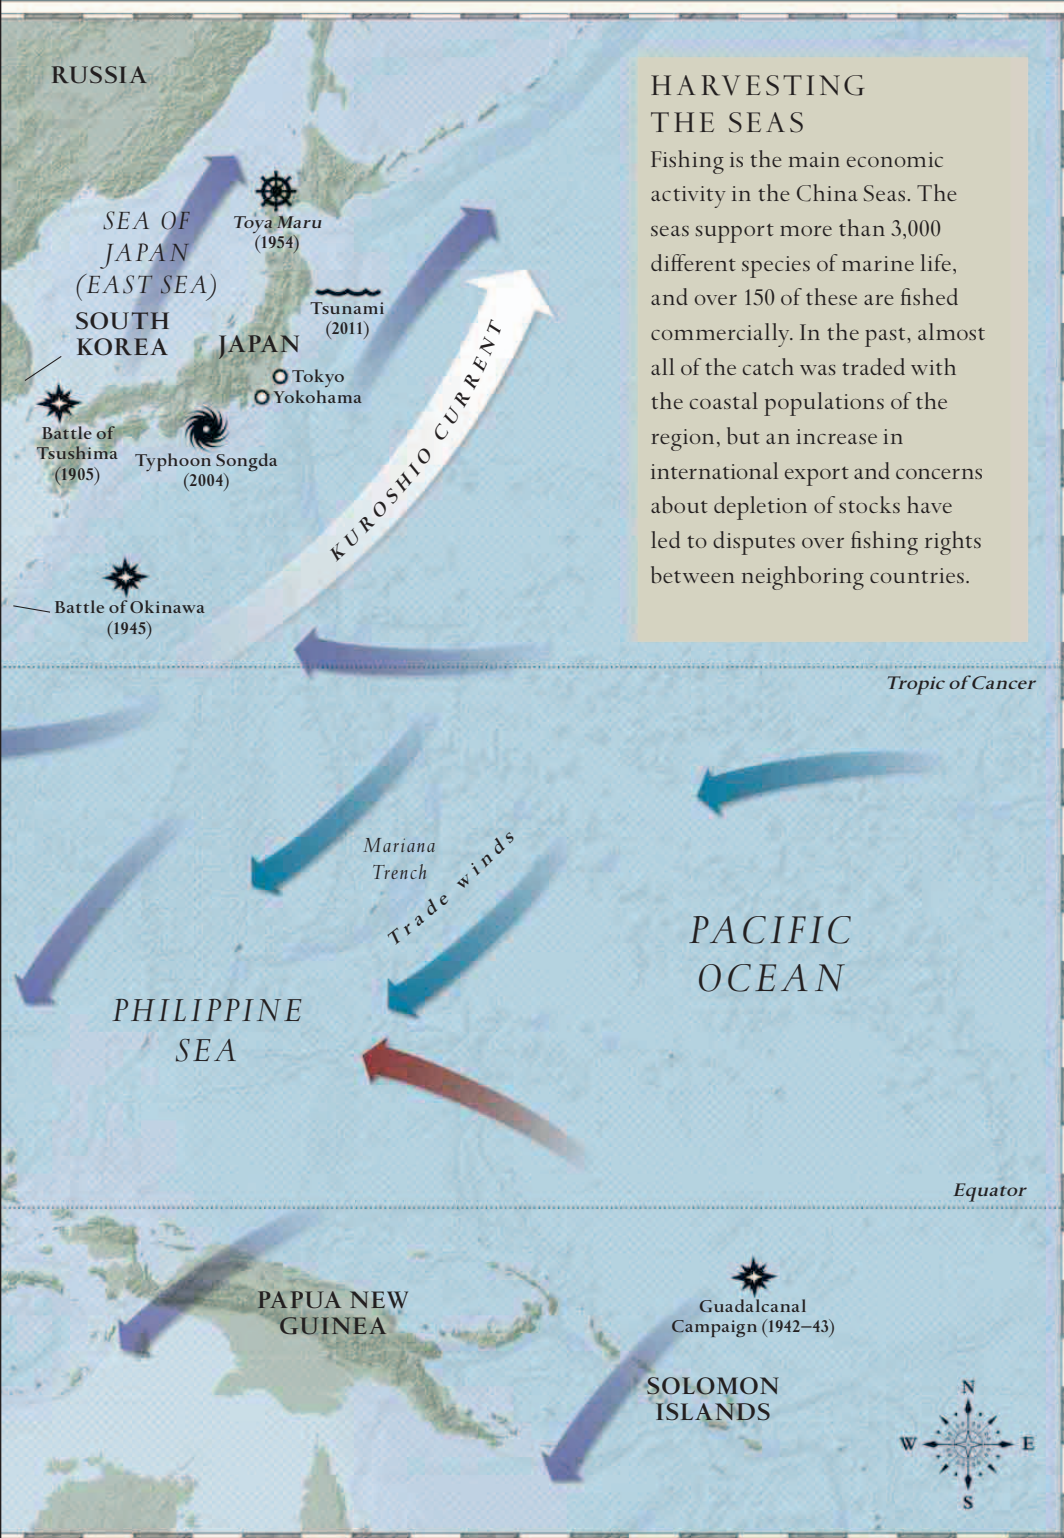 RUSSIA
HARVESTING
THE SEAS
Fishing is the main economic
activity in the China Seas. The
seas support more than 3,000
different species of marine life,
and over 150 of these are fished
commercially. In the past, almost
all of the catch was traded with
the coastal populations of the
region, but an increase in
international export and concerns
about depletion of stocks have
led to disputes over fishing rights
between neighboring countries.
SEA OF
JAPAN
(EAST SEA)
Toya Maru
(1954)
SOUTH
KOREA
Tsunami
(2011)
JAPAN
Tokyo
Yokohama
Battle of
Tsushima
(1905)
Typhoon Songda
(2004)
KUROSHIO CURRENT
Battle of Okinawa
(1945)
Tropic of Cancer
Mariana
Trench
Trade winds
PACIFIC
OCEAN
PHILIPPINE
SEA
Equator
PAPUA NEW
GUINEA
Guadalcanal
Campaign (1942–43)
SOLOMON
ISLANDS
N
W
E
S